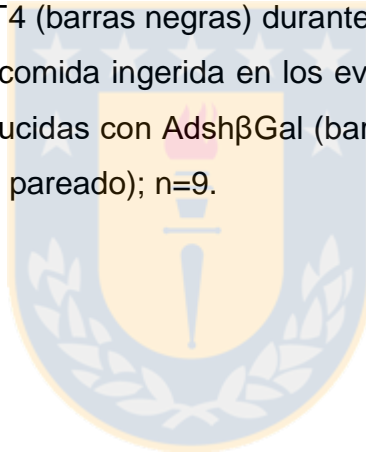 T4 (barras negras) durante
comida ingerida en los ev
ucidas con AdshβGal (bar
pareado); n=9.